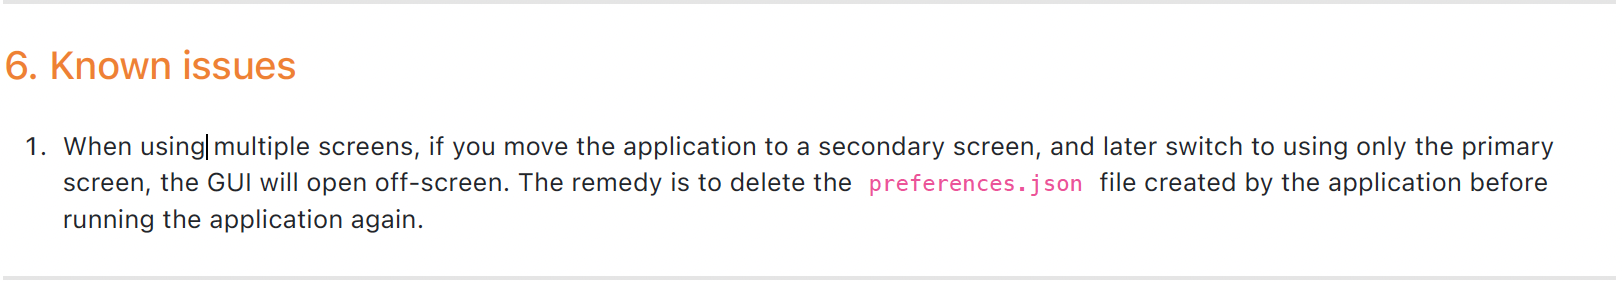 6. Known issues
1. When using multiple screens, if you move the application to a secondary screen, and later switch to using only the primary
screen, the GUI will open off-screen. The remedy is to delete the preferences.json file created by the application before
running the application again.